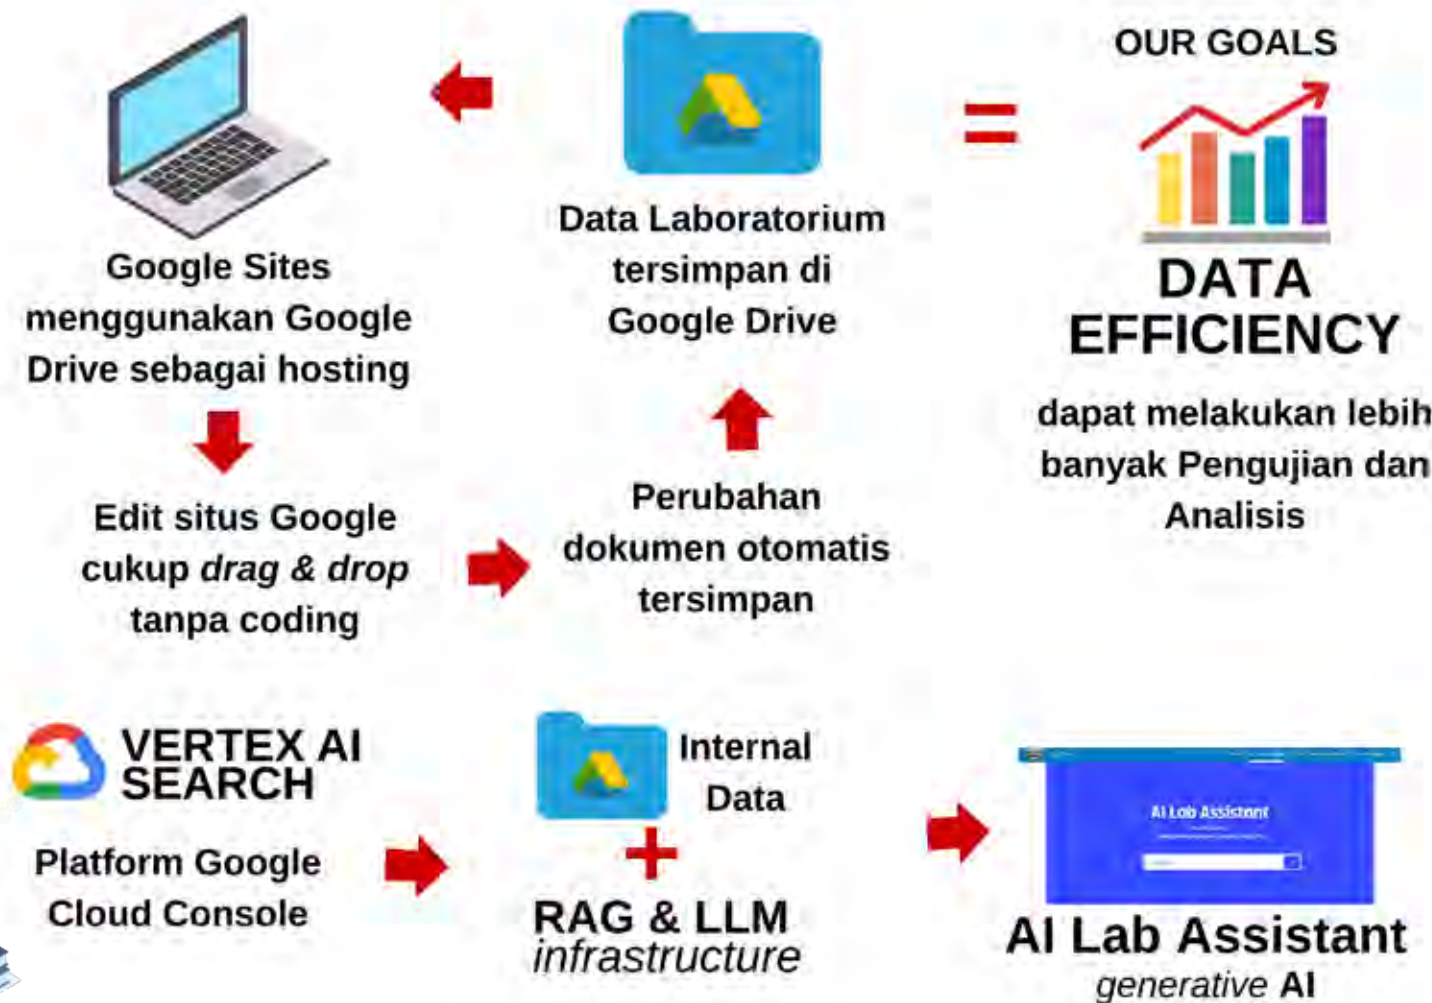 OUR GOALS
Data Laboratorium
tersimpan di
Google Drive
Google Sites
menggunakan Google
Drive sebagai hosting
DATA
EFFICIENCY
dapat melakukan lebih
banyak Pengujian dan
Analisis
Edit situs Google
cukup drag & drop
tanpa coding
Perubahan
dokumen otomatis
tersimpan
VERTEX AI
SEARCH
Platform Google
Cloud Console
Internal
Data
RAG & LLM
infrastructure
AI Lab Assistant
AI Lab Assistant
generative AI